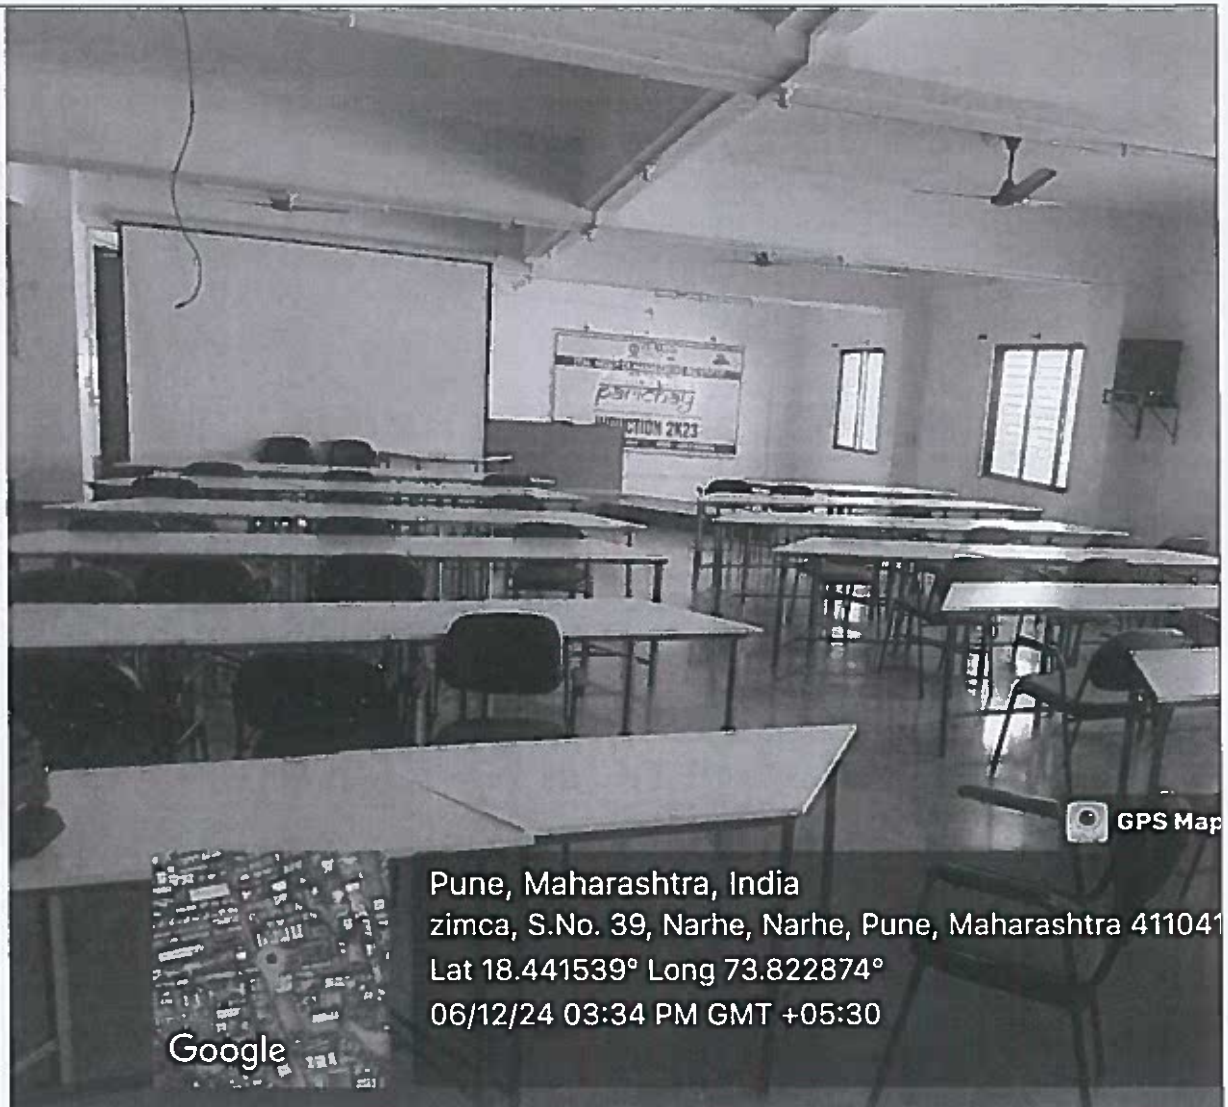 parichay
INDUCTION 2K23
GPS Map
Pune, Maharashtra, India
zimca, S.No. 39, Narhe, Narhe, Pune, Maharashtra 411041
Lat 18.441539° Long 73.822874°
06/12/24 03:34 PM GMT +05:30
Google